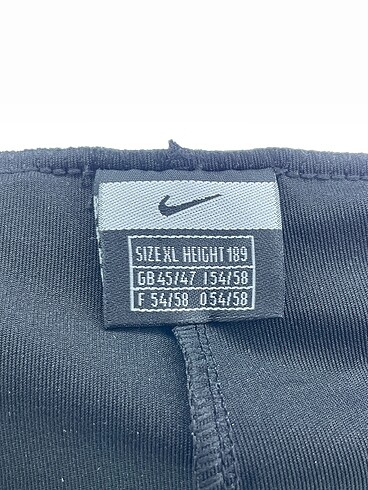 SIZE XL HEIGHT 189
GB 45/47 I 54/58
F 54/58 D 54/58